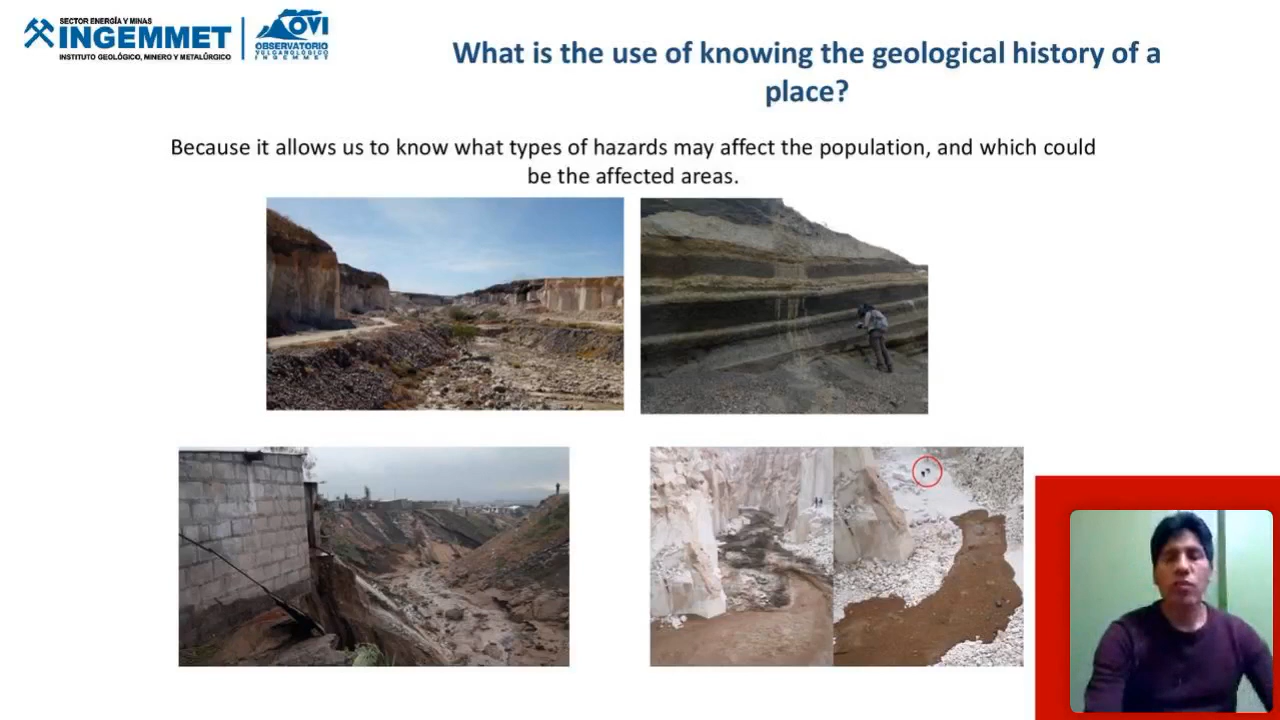 SECTOR ENERGÍA Y MINAS
INGEMMET
INSTITUTO GEOLÓGICO, MINERO Y METALÚRGICO
OVI
OBSERVATORIO
VULCANOLÓGICO
INGEMMET
What is the use of knowing the geological history of a
place?
Because it allows us to know what types of hazards may affect the population, and which could
be the affected areas.